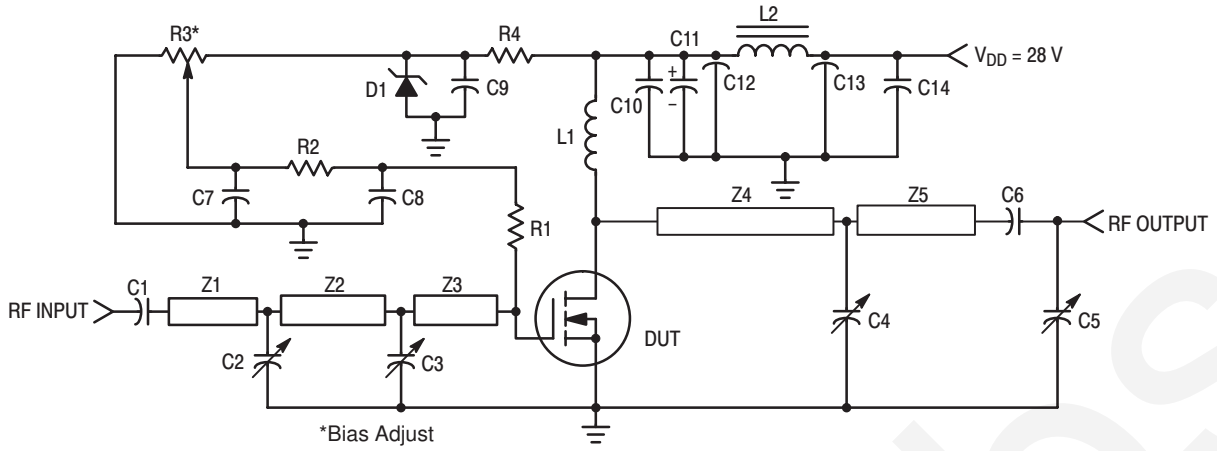 L2
R3*
R4
C11
V_DD = 28 V
+
–
D1
C9
C10
C12
C13
C14
L1
R2
C7
C8
R1
Z4
Z5
C6
RF OUTPUT
C1
Z1
Z2
Z3
RF INPUT
C2
C3
DUT
C4
C5
*Bias Adjust